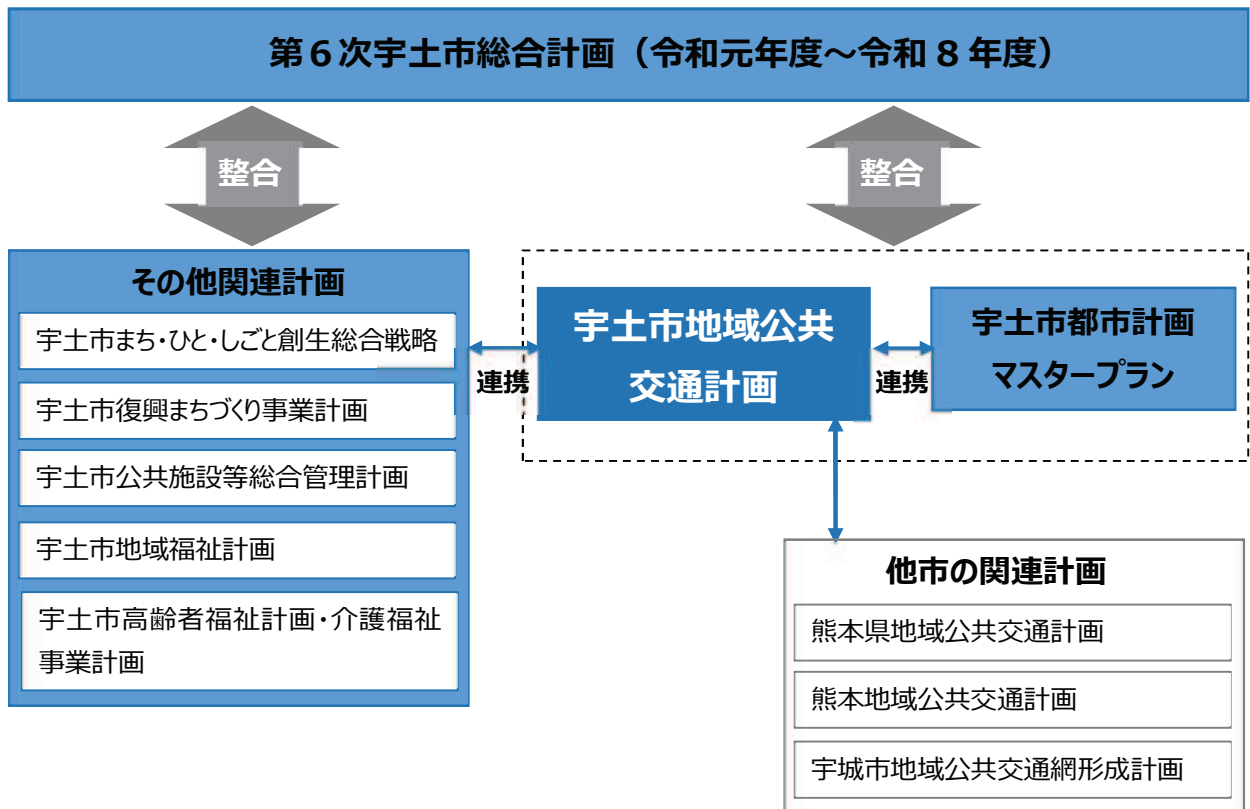 第６次宇土市総合計画（令和元年度～令和８年度）
整合
整合
その他関連計画
宇土市まち・ひと・しごと創生総合戦略
宇土市復興まちづくり事業計画
宇土市公共施設等総合管理計画
宇土市地域福祉計画
宇土市高齢者福祉計画・介護福祉
事業計画
連携
宇土市地域公共
交通計画
連携
宇土市都市計画
マスタープラン
他市の関連計画
熊本県地域公共交通計画
熊本地域公共交通計画
宇城市地域公共交通網形成計画